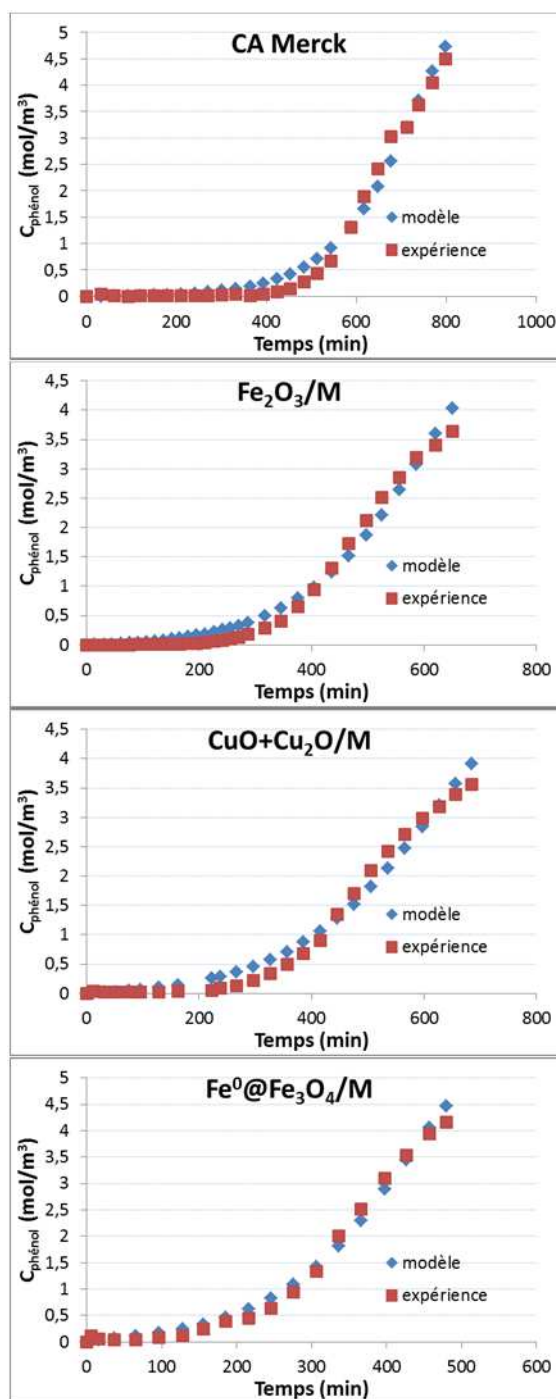 CA Merck
C_phénol (mol/m³)
5
4,5
4
3,5
3
2,5
2
1,5
1
0,5
0
modèle
expérience
0 200 400 600 800 1000
Temps (min)
Fe₂O₃/M
C_phénol (mol/m³)
4,5
4
3,5
3
2,5
2
1,5
1
0,5
0
modèle
expérience
0 200 400 600 800
Temps (min)
CuO+Cu₂O/M
C_phénol (mol/m³)
4,5
4
3,5
3
2,5
2
1,5
1
0,5
0
modèle
expérience
0 200 400 600 800
Temps (min)
Fe⁰@Fe₃O₄/M
C_phénol (mol/m³)
5
4,5
4
3,5
3
2,5
2
1,5
1
0,5
0
modèle
expérience
0 100 200 300 400 500 600
Temps (min)